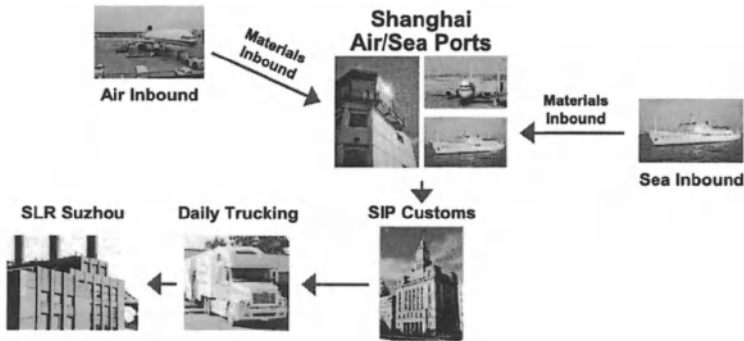 Shanghai
Air/Sea Ports
Materials
Inbound
Air Inbound
Materials
Inbound
Sea Inbound
SLR Suzhou
Daily Trucking
SIP Customs